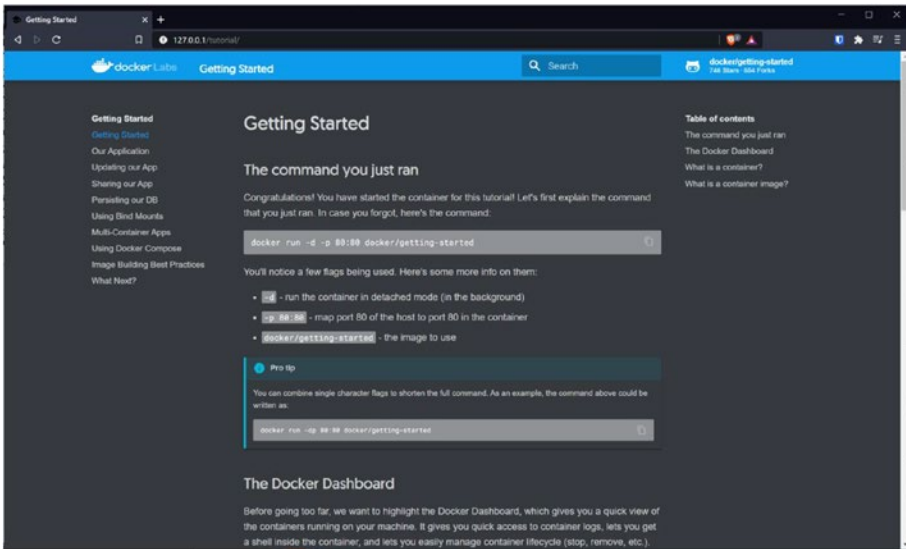 Getting Started
127.0.0.1/tutorial/
docker Labs
Getting Started
Search
docker/getting-started
Getting Started
Getting Started
Our Application
Updating our App
Sharing our App
Persisting our DB
Using Bind Mounts
Multi-Container Apps
Using Docker Compose
Image Building Best Practices
What Next?
Getting Started
The command you just ran
Congratulations! You have started the container for this tutorial! Let's first explain the command
that you just ran. In case you forgot, here's the command:
docker run -d -p 80:80 docker/getting-started
You'll notice a few flags being used. Here's some more info on them:
-d - run the container in detached mode (in the background)
-p 80:80 - map port 80 of the host to port 80 in the container
docker/getting-started - the image to use
Pro tip
You can combine single character flags to shorten the full command. As an example, the command above could be
written as:
docker run -dp 80:80 docker/getting-started
The Docker Dashboard
Before going too far, we want to highlight the Docker Dashboard, which gives you a quick view of
the containers running on your machine. It gives you quick access to container logs, lets you get
a shell inside the container, and lets you easily manage container lifecycle (stop, remove, etc.).
Table of contents
The command you just ran
The Docker Dashboard
What is a container?
What is a container image?